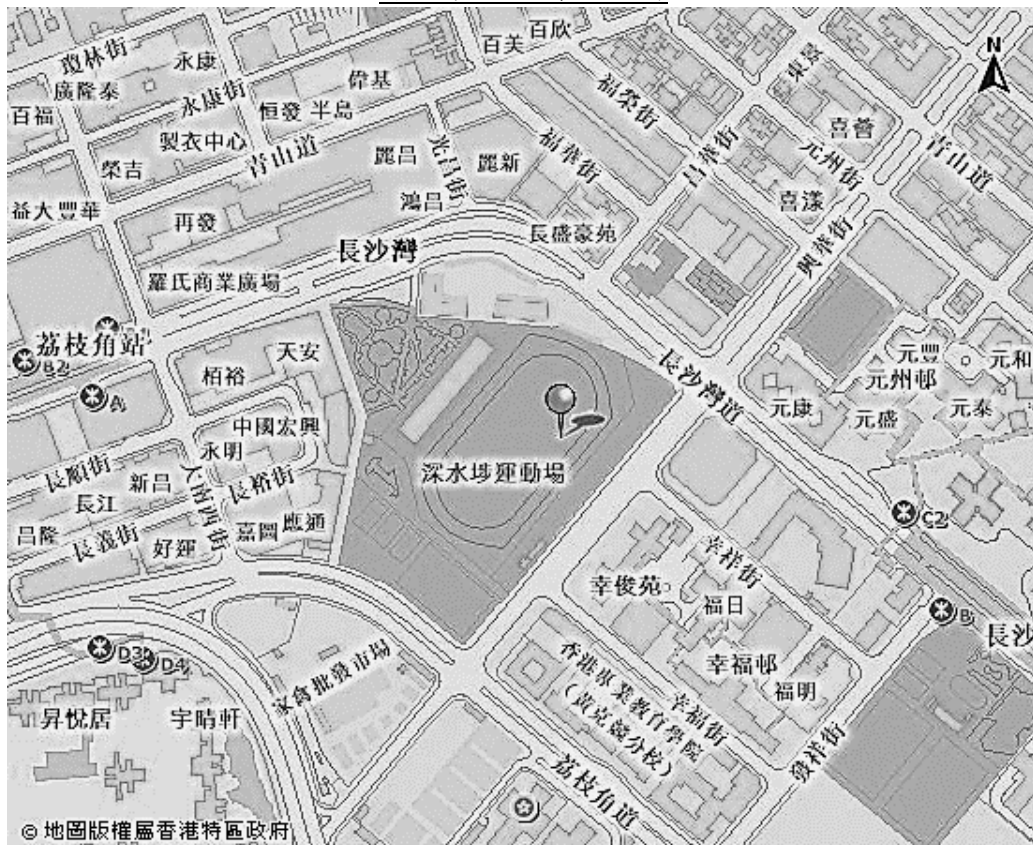 N
百欣
百美
瓊林街
永康
廣隆泰
偉基
東景
百福
永康街
恒發 半島
福榮街
喜薈
製衣中心
榮吉
青山道
麗昌
光昌街
麗新
福華街
昌華街
元州街
青山道
益大豐華
再發
鴻昌
喜漾
長沙灣
長盛豪苑
興華街
羅氏商業廣場
荔枝角站
B2
A
天安
栢裕
長沙灣道
元豐
元和
元州邨
元康
元盛
元泰
中國宏興
永明
長順街
新昌
大南西街
長裕街
深水埗運動場
長江
昌隆
長義街
好運
嘉圖
應通
C2
幸祥街
幸俊苑
福日
B
長沙
D3
D4
家禽批發市場
香港專業教育學院
(黃克競分校)
幸福邨
福明
幸福街
發祥街
昇悅居
宇晴軒
荔枝角道
© 地圖版權屬香港特區政府